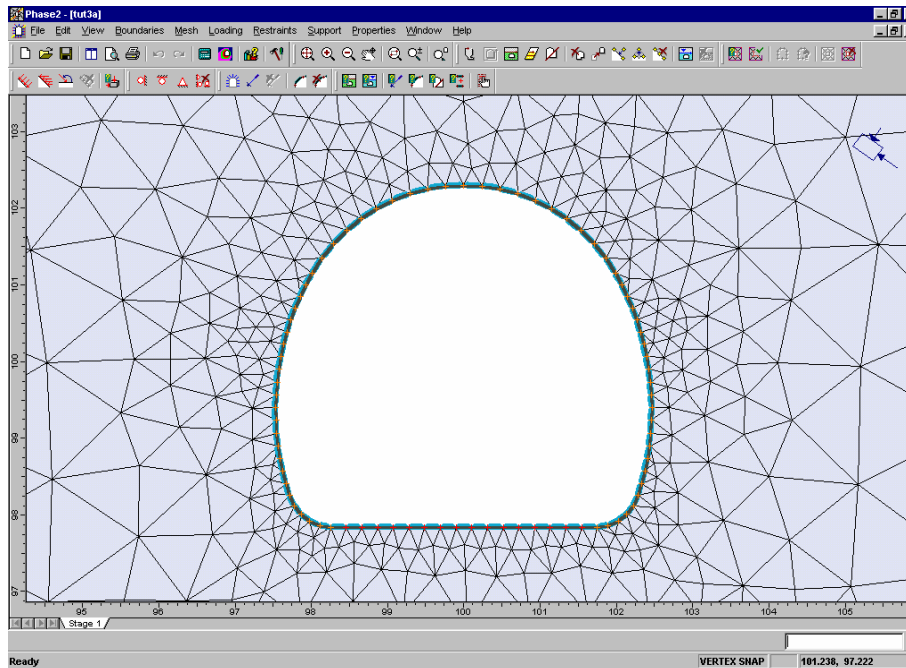 Phase2 - [tut3a]
File Edit View Boundaries Mesh Loading Restraints Support Properties Window Help
103
102
101
100
99
98
97
95 96 97 98 99 100 101 102 103 104 105
Stage 1
Ready VERTEX SNAP 101.238, 97.222